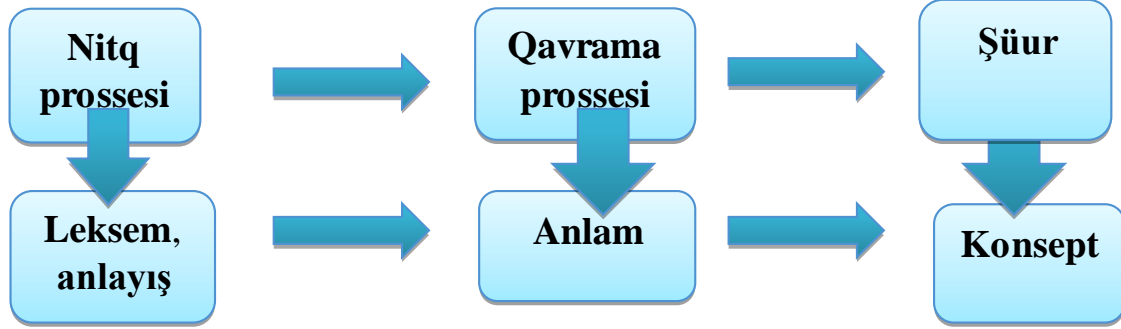 Nitq
prossesi
Qavrama
prossesi
Şüur
Leksem,
anlayış
Anlam
Konsept